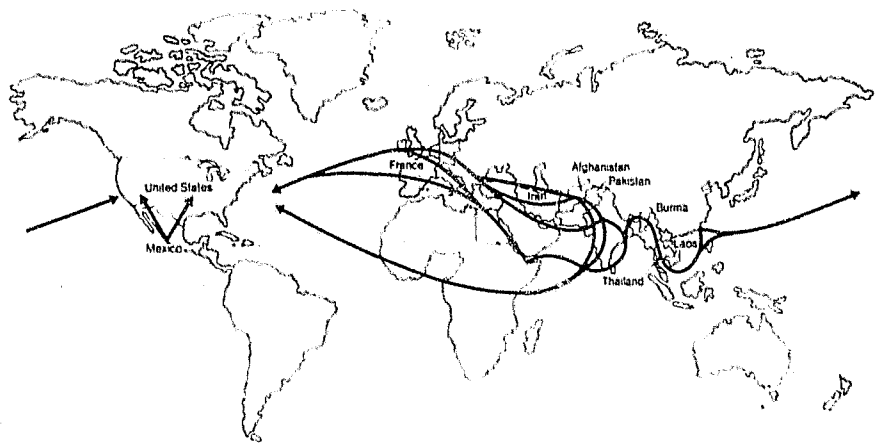 France
United States
Mexico
Iran
Afghanistan
Pakistan
Burma
Laos
Thailand